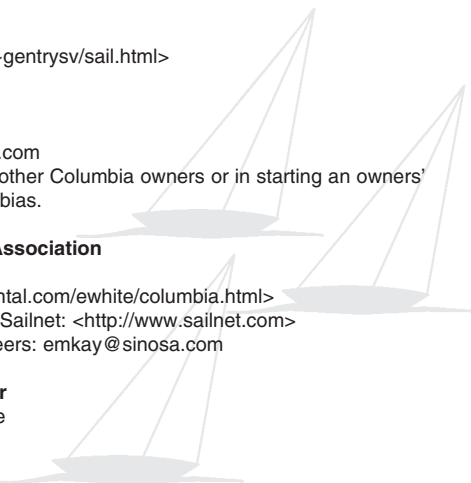 -gentrysv/sail.html>
.com
other Columbia owners or in starting an owners'
bias.
Association
ntal.com/ewhite/columbia.html>
Sailnet: <http://www.sailnet.com>
eers: emkay@sinosa.com
r
e